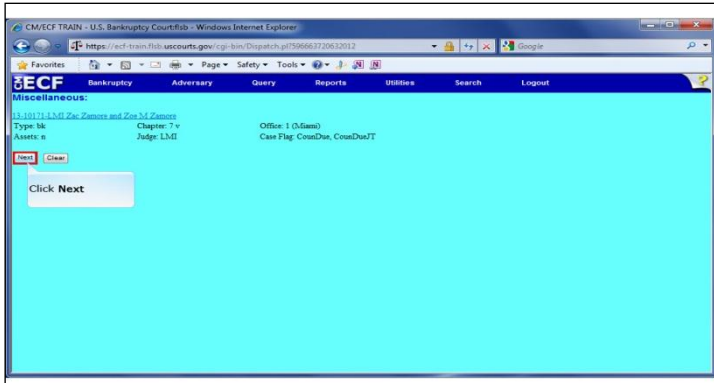 CM/ECF TRAIN - U.S. Bankruptcy Court:flsb - Windows Internet Explorer
https://ecf-train.flsb.uscourts.gov/cgi-bin/Dispatch.pl?596663720632012
Google
Favorites Page Safety Tools
ECF Bankruptcy Adversary Query Reports Utilities Search Logout ?
Miscellaneous:
13-10171-LMI Zac Zamore and Zoe M Zamore
Type: bk Chapter: 7 v Office: 1 (Miami)
Assets: n Judge: LMI Case Flag: CounDue, CounDueJT
Next Clear
Click Next